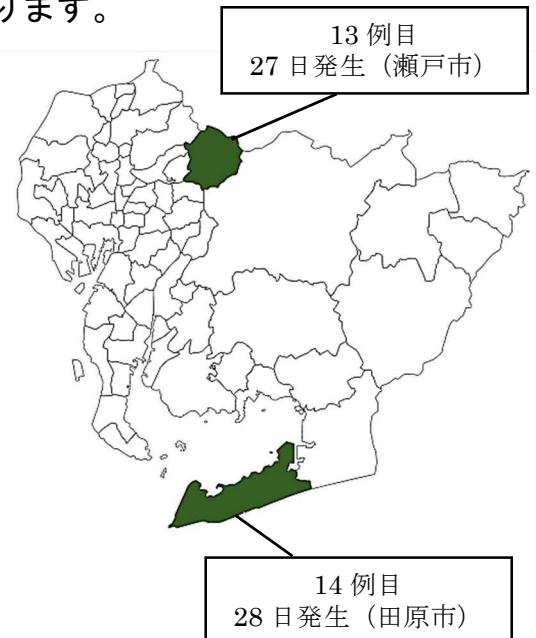 ります。
13 例目
27 日発生（瀬戸市）
14 例目
28 日発生（田原市）